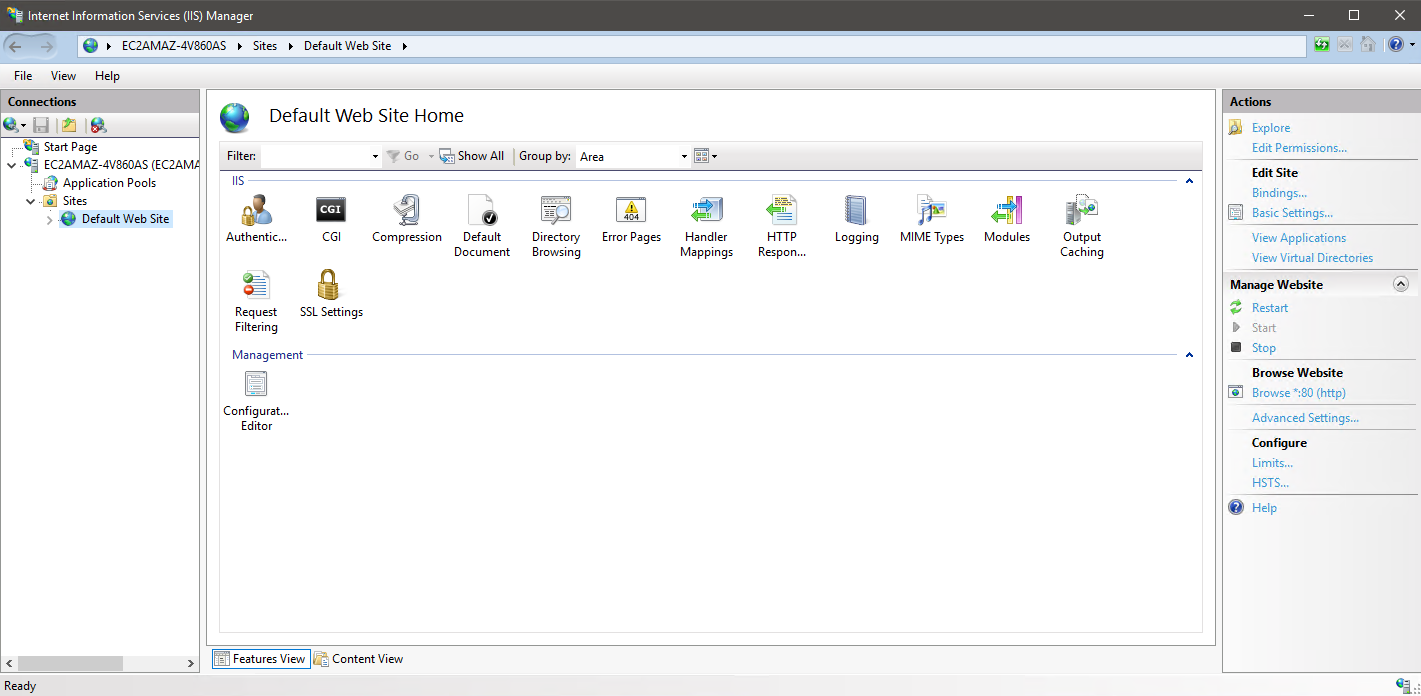 Internet Information Services (IIS) Manager
EC2AMAZ-4V860AS Sites Default Web Site
File View Help
Connections
Start Page
EC2AMAZ-4V860AS (EC2AMA
Application Pools
Sites
Default Web Site
Default Web Site Home
Filter: Go Show All Group by: Area
IIS
Authentic... CGI Compression Default Document Directory Browsing Error Pages Handler Mappings HTTP Respon... Logging MIME Types Modules Output Caching
CGI
404
Request Filtering SSL Settings
Management
Configurat... Editor
Features View Content View
Actions
Explore
Edit Permissions...
Edit Site
Bindings...
Basic Settings...
View Applications
View Virtual Directories
Manage Website
Restart
Start
Stop
Browse Website
Browse *:80 (http)
Advanced Settings...
Configure
Limits...
HSTS...
Help
Ready